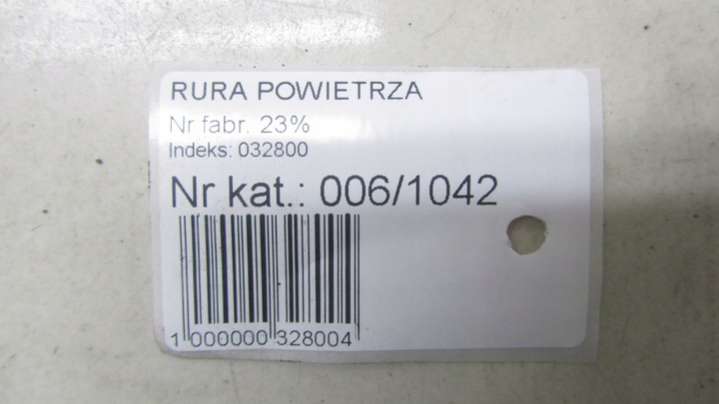 RURA POWIETRZA
Nr fabr. 23%
Indeks: 032800
Nr kat.: 006/1042
1 000000 328004